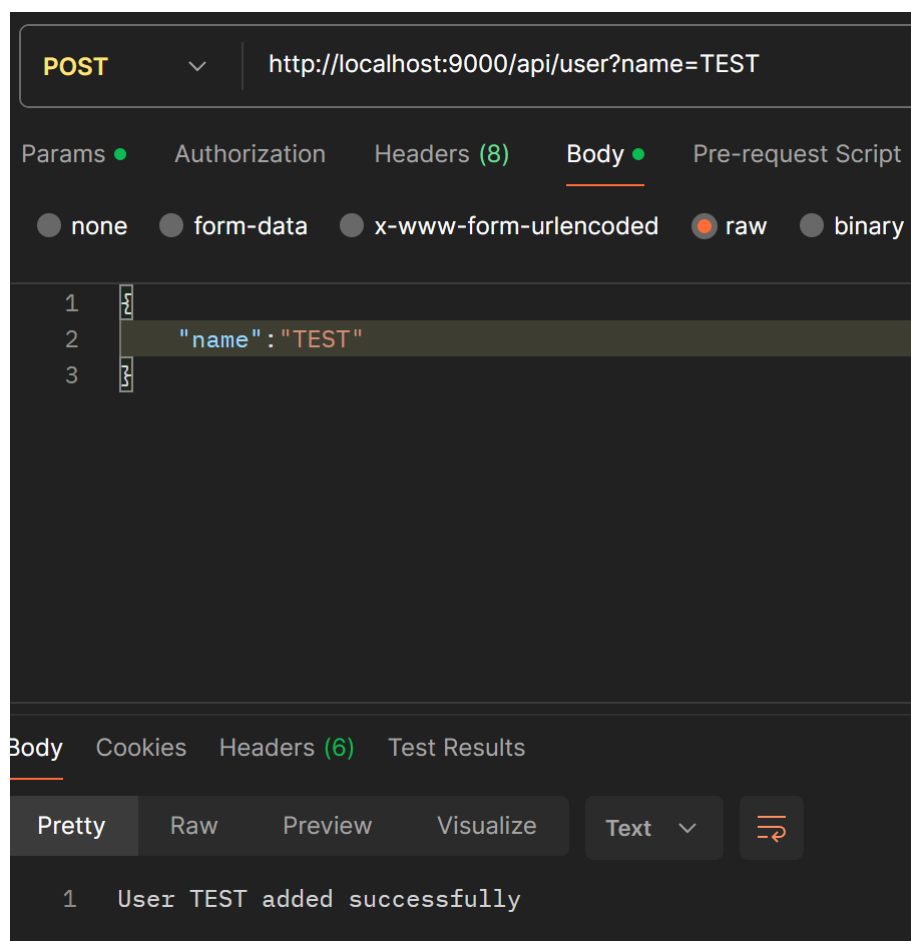 POST http://localhost:9000/api/user?name=TEST
Params Authorization Headers (8) Body Pre-request Script
none form-data x-www-form-urlencoded raw binary
1 {
2 "name":"TEST"
3 }
Body Cookies Headers (6) Test Results
Pretty Raw Preview Visualize Text
1 User TEST added successfully